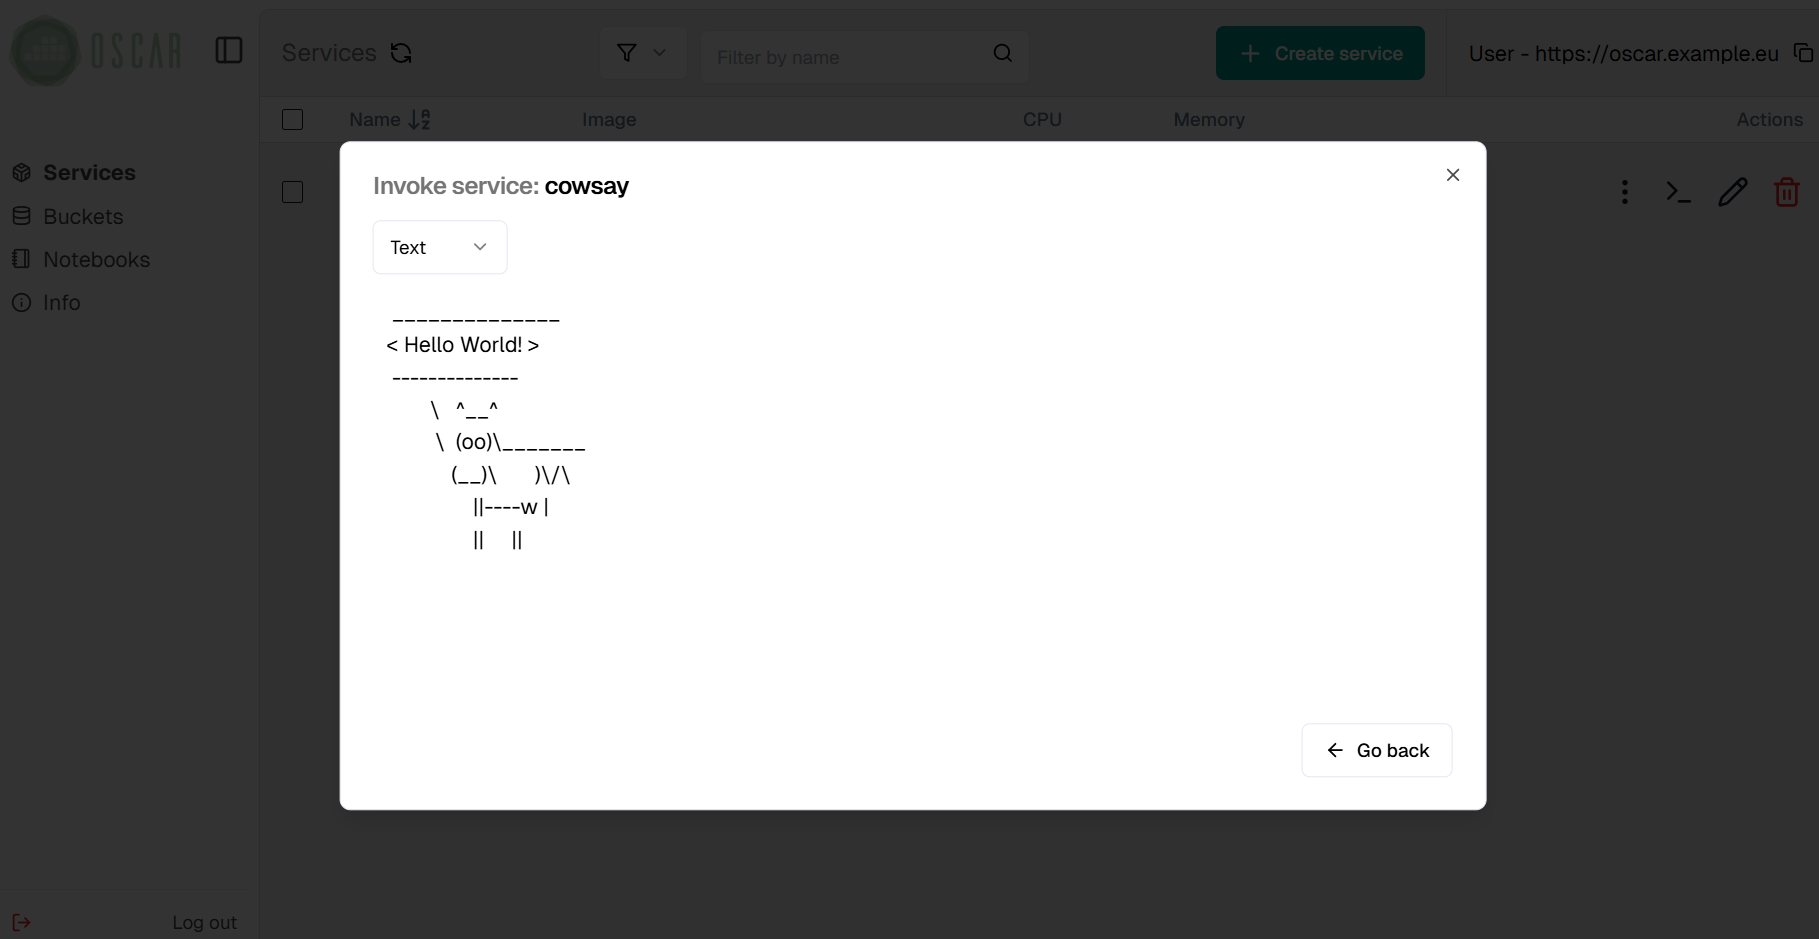 OSCAR
Services
Filter by name
Create service
User - https://oscar.example.eu
Name
Image
CPU
Memory
Actions
Services
Buckets
Notebooks
Info
Log out
Invoke service: cowsay
Text
______________
< Hello World! >
--------------
\   ^__^
\  (oo)\_______
(__)\       )\/\
||----w |
||     ||
Go back